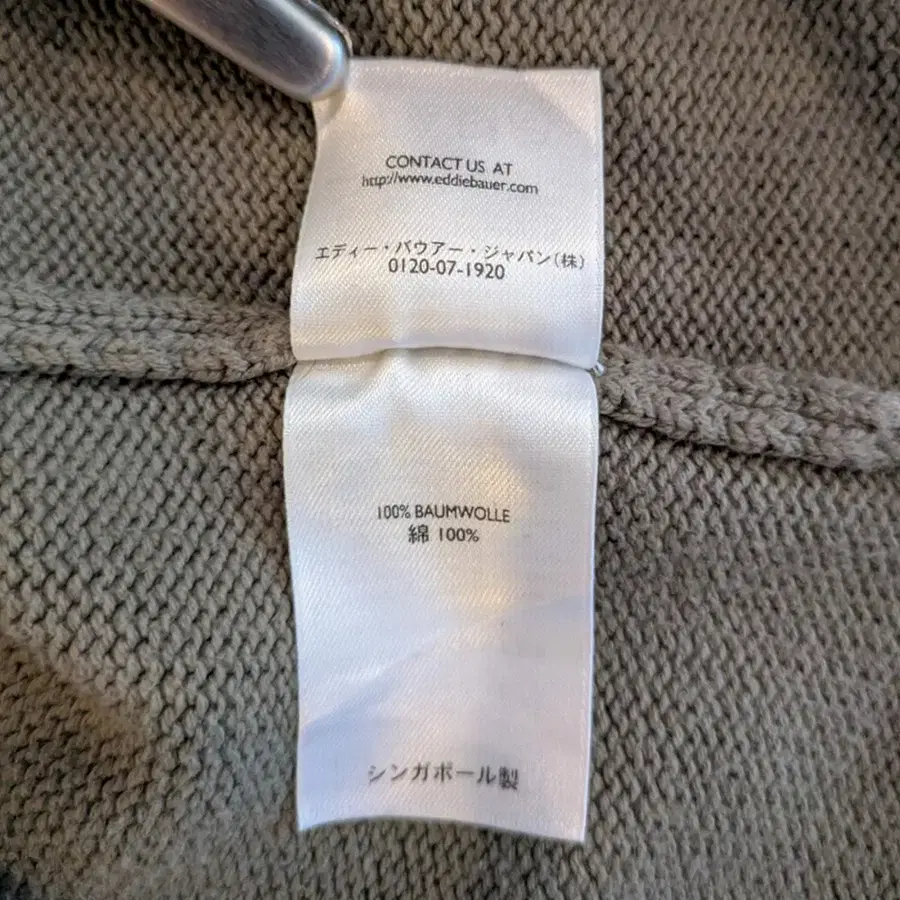 CONTACT US AT
http://www.eddiebauer.com
エディー・バウアー・ジャパン(株)
0120-07-1920
100% BAUMWOLLE
綿 100%
シンガポール製